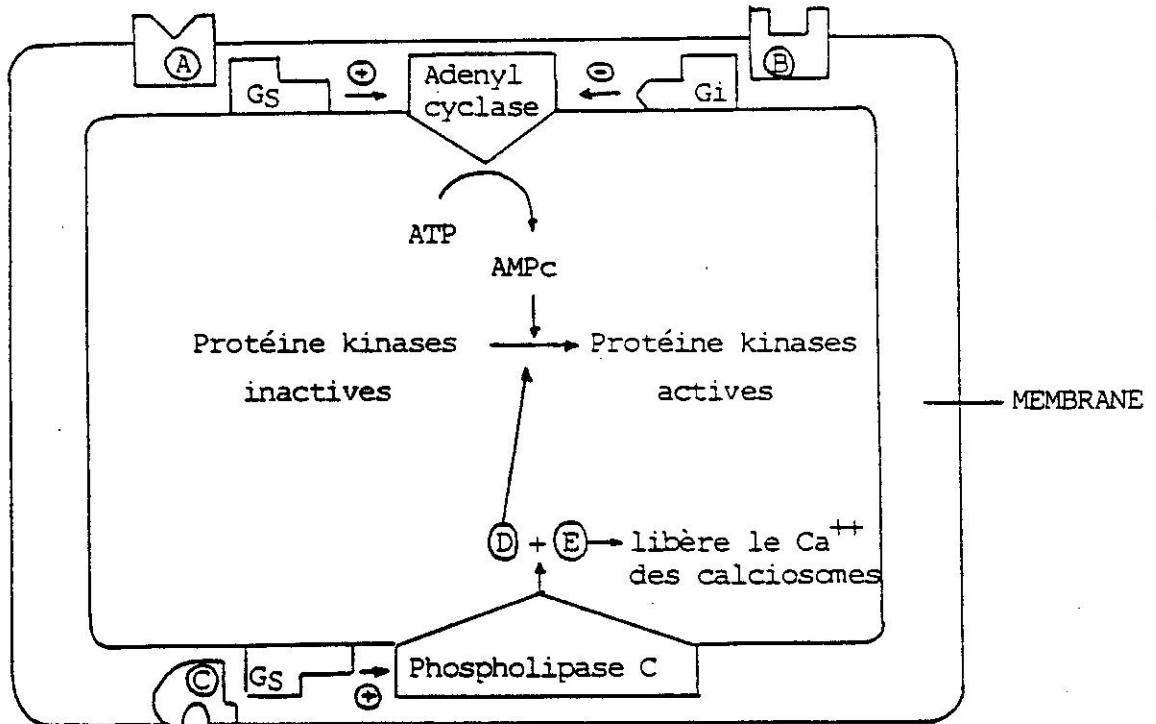 A
B
GS
+
Adenyl
cyclase
-
Gi
ATP
AMPc
Protéine kinases
inactives
Protéine kinases
actives
MEMBRANE
D + E
libère le Ca++
des calciosomes
C
GS
+
Phospholipase C